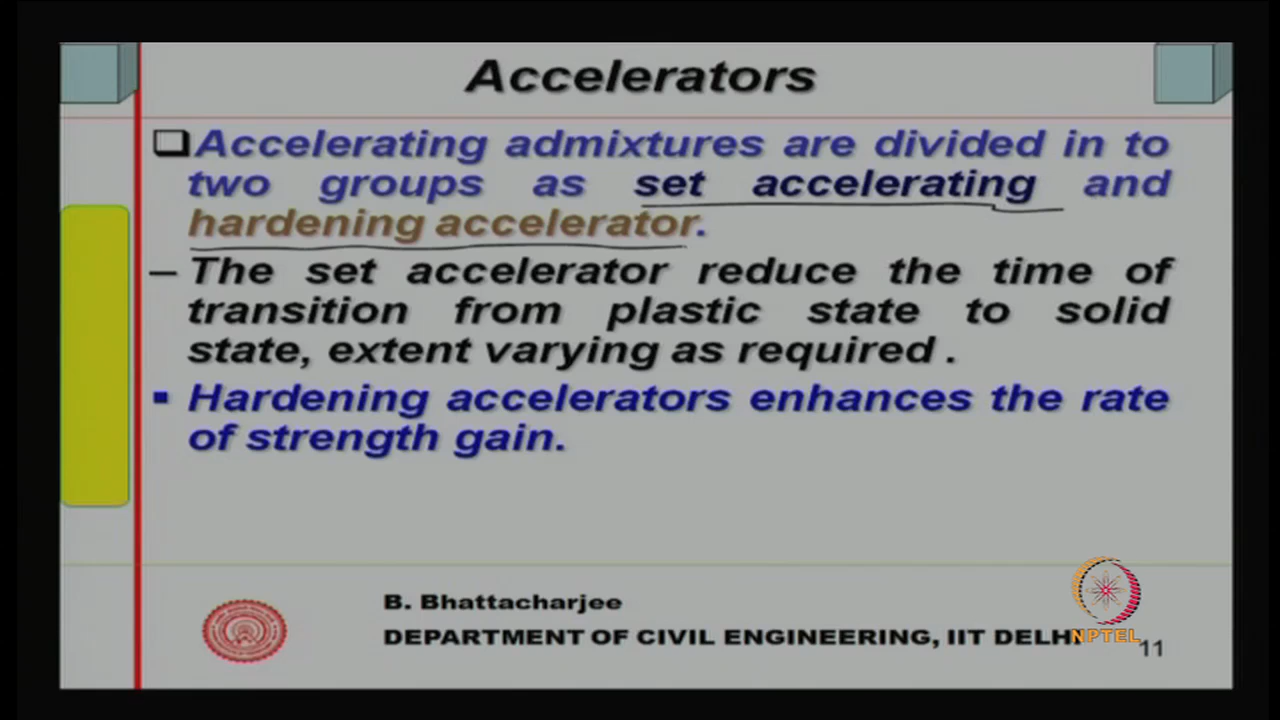 Accelerators
❑Accelerating admixtures are divided in to
two groups as set accelerating and
hardening accelerator.
– The set accelerator reduce the time of
transition from plastic state to solid
state, extent varying as required .
▪ Hardening accelerators enhances the rate
of strength gain.
B. Bhattacharjee
DEPARTMENT OF CIVIL ENGINEERING, IIT DELHI
NPTEL
11